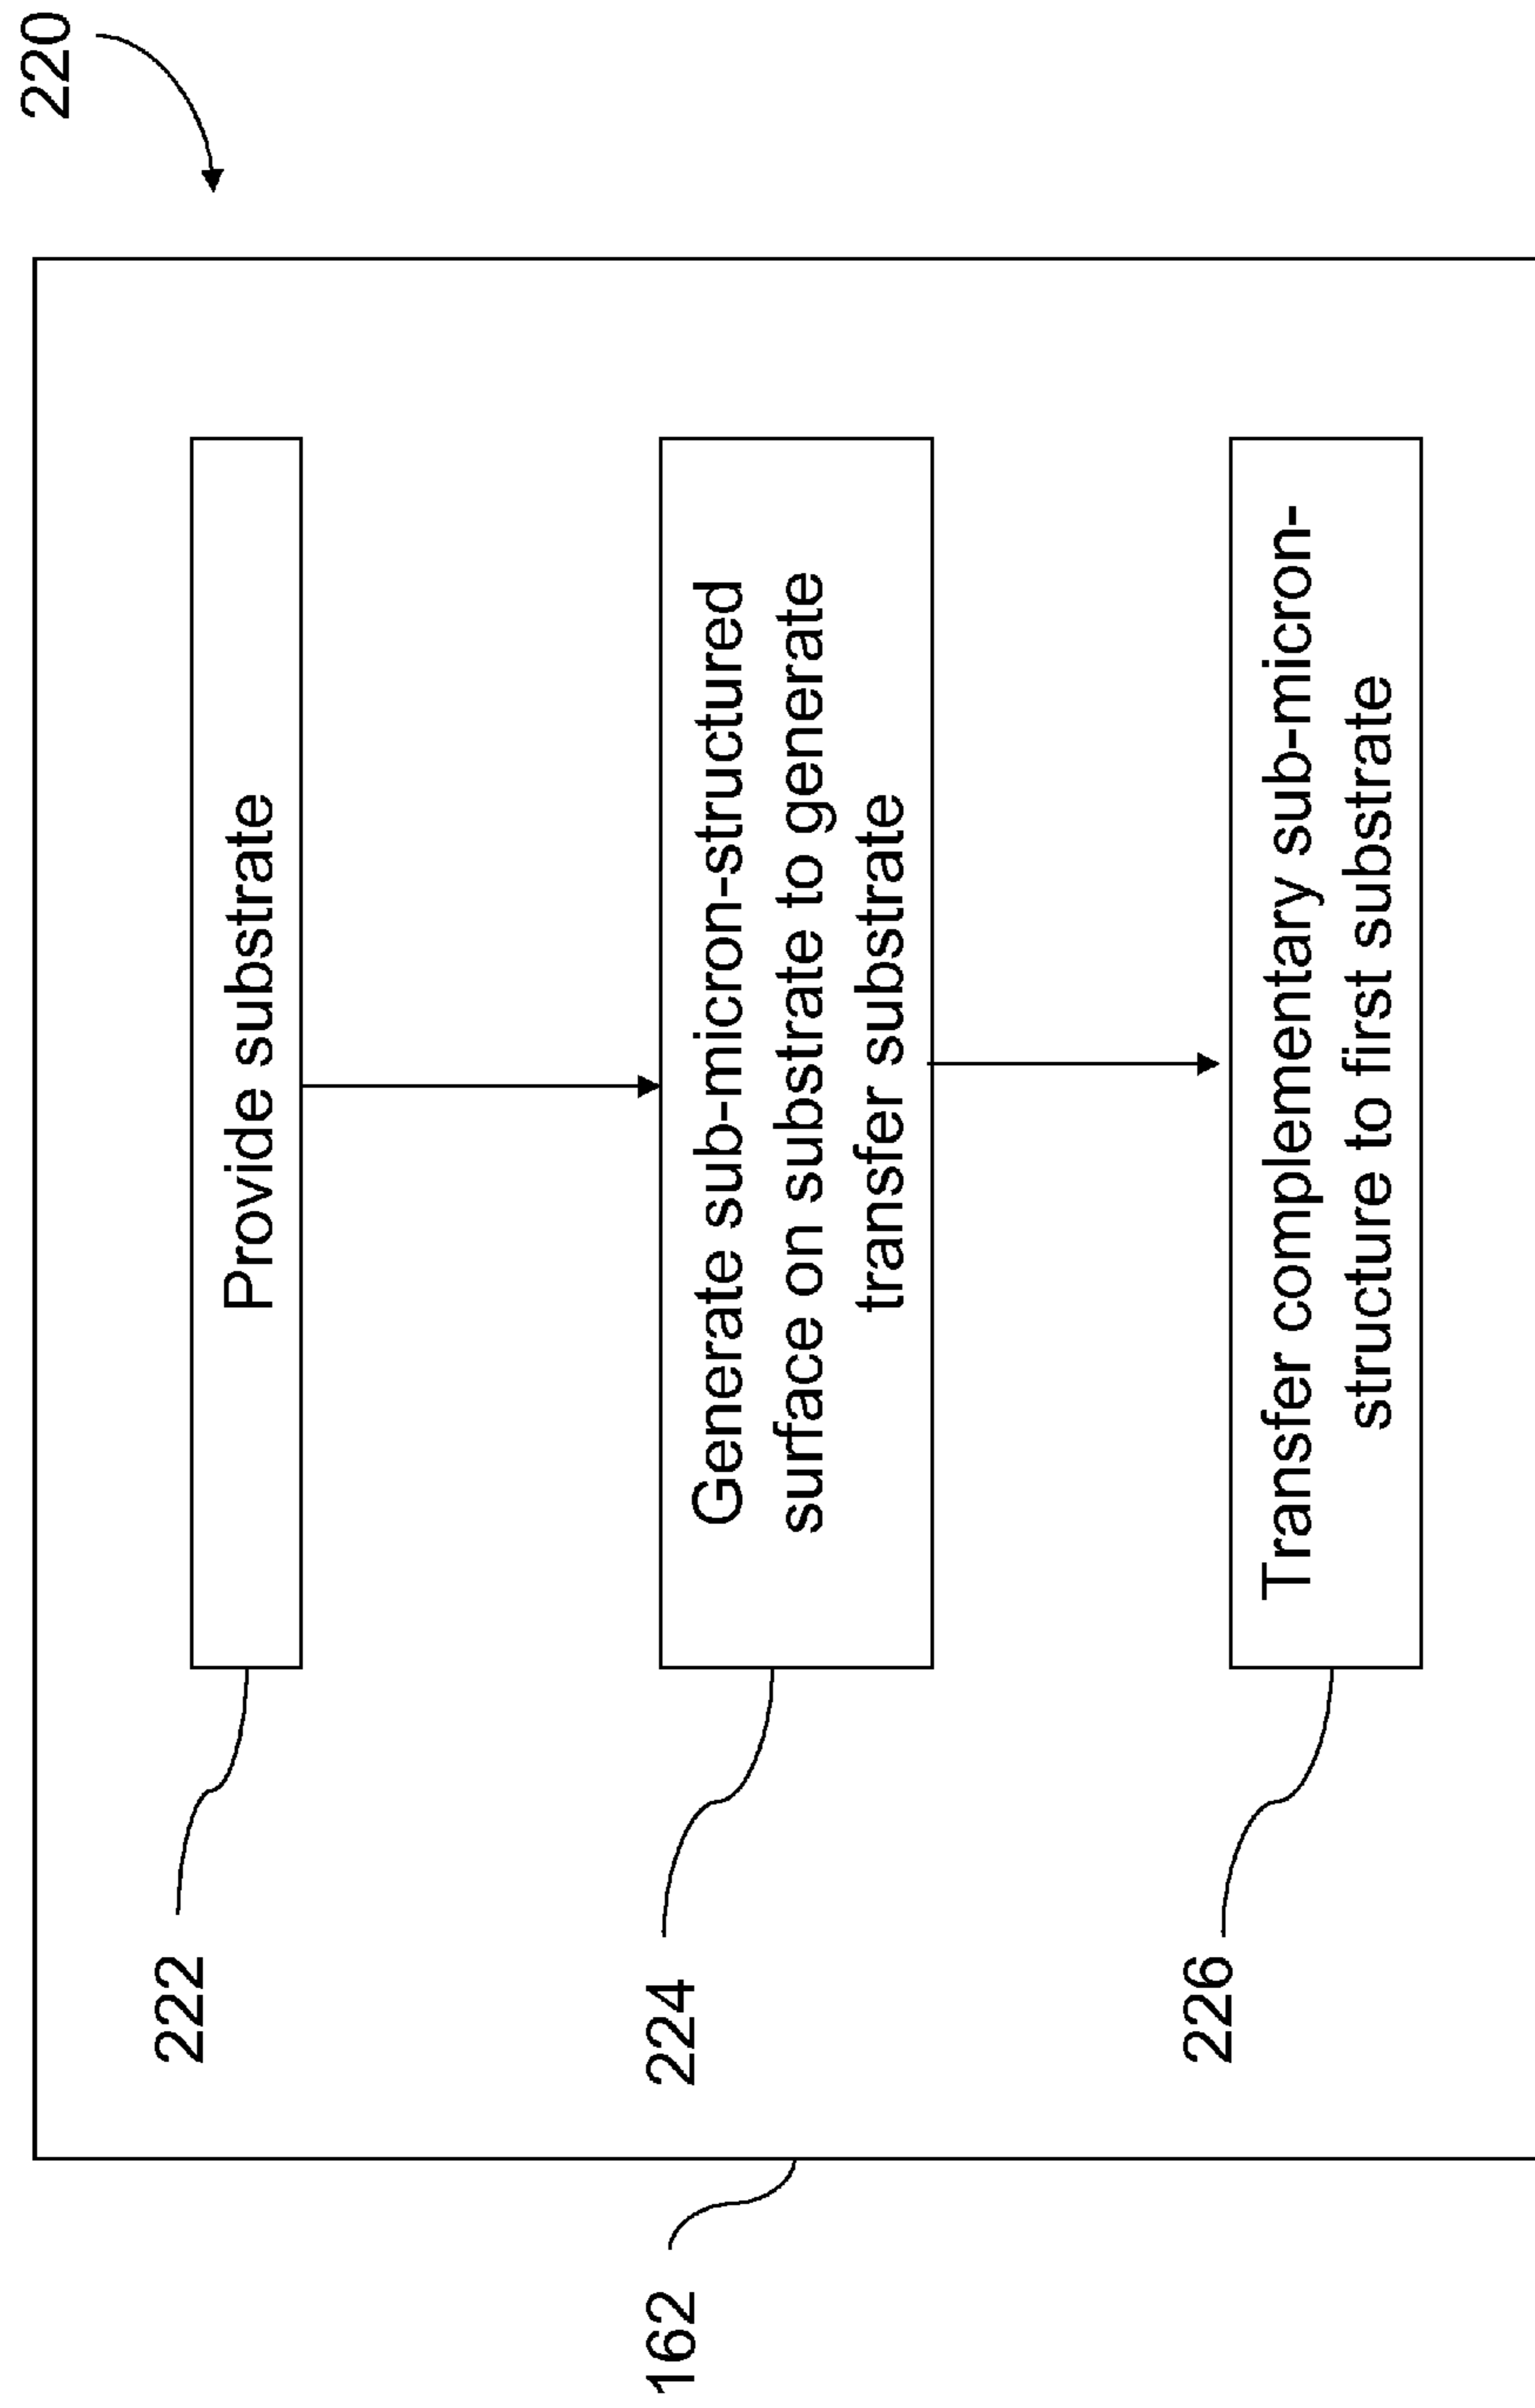 220
222
Provide substrate
224
Generate sub-micron-structured
surface on substrate to generate
transfer substrate
162
226
Transfer complementary sub-micron-
structure to first substrate